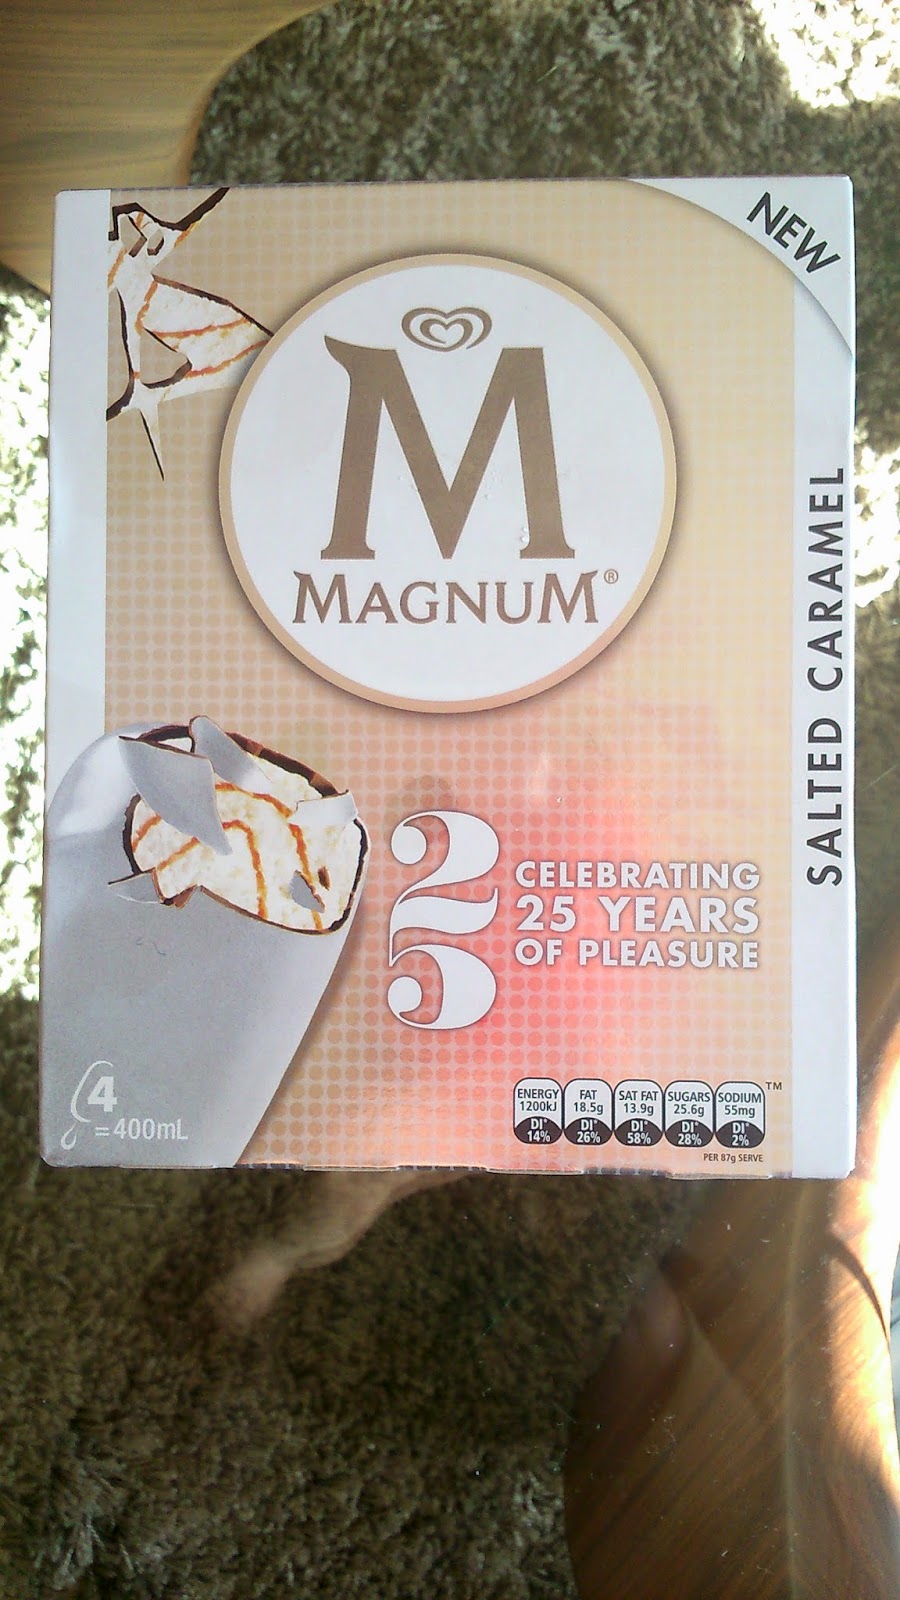 NEW
M
MAGNUM®
SALTED CARAMEL
25
CELEBRATING
25 YEARS
OF PLEASURE
4
=400mL
ENERGY 1200kJ DI* 14%
FAT 18.5g DI* 26%
SAT FAT 13.9g DI* 58%
SUGARS 25.6g DI* 28%
SODIUM 55mg DI* 2%
TM
PER 87g SERVE